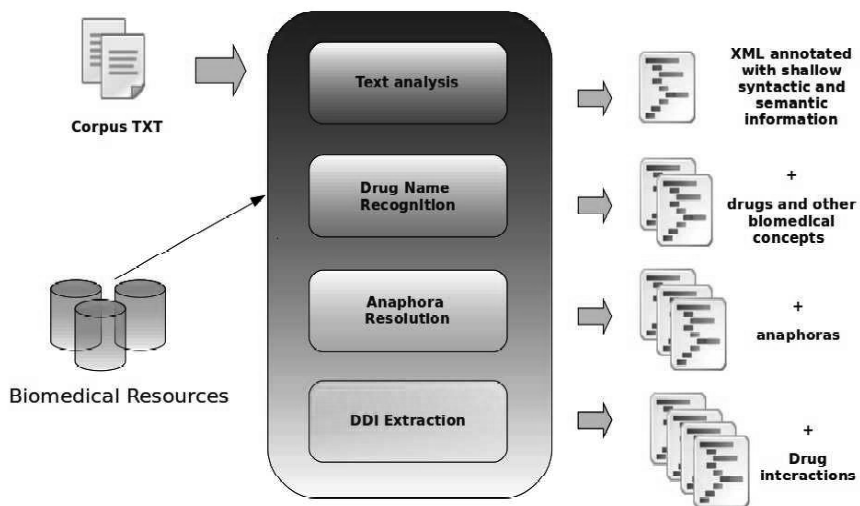 Corpus TXT
Biomedical Resources
Text analysis
Drug Name
Recognition
Anaphora
Resolution
DDI Extraction
XML annotated
with shallow
syntactic and
semantic
information
+
drugs and other
biomedical
concepts
+
anaphoras
+
Drug
interactions